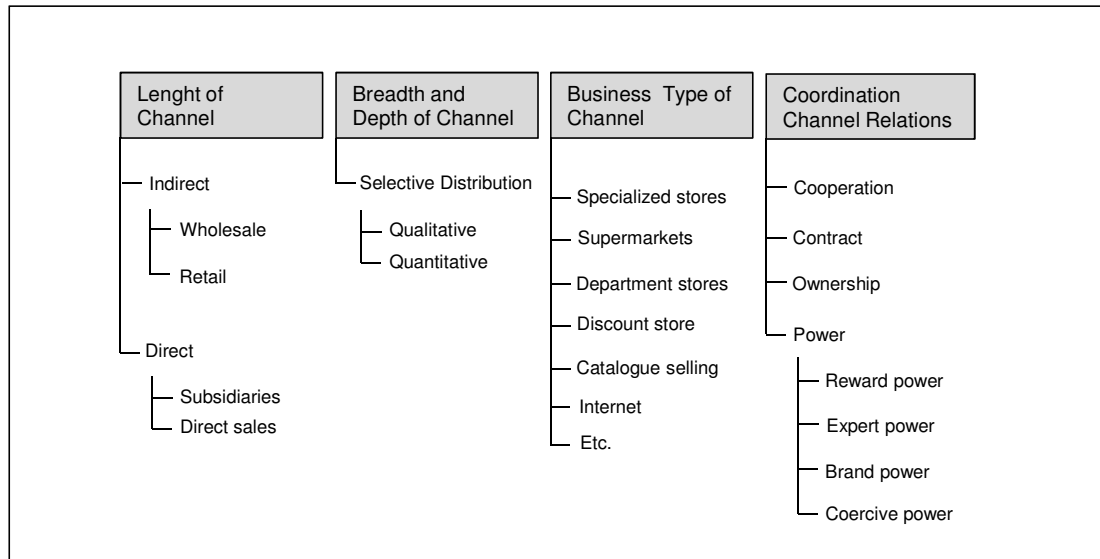 Lenght of
Channel
Indirect
Wholesale
Retail
Direct
Subsidiaries
Direct sales
Breadth and
Depth of Channel
Selective Distribution
Qualitative
Quantitative
Business Type of
Channel
Specialized stores
Supermarkets
Department stores
Discount store
Catalogue selling
Internet
Etc.
Coordination
Channel Relations
Cooperation
Contract
Ownership
Power
Reward power
Expert power
Brand power
Coercive power